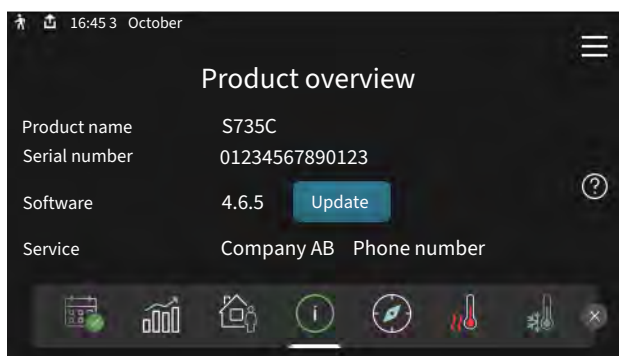 16:45 3 October
Product overview
Product name S735C
Serial number 01234567890123
Software 4.6.5 Update
Service Company AB Phone number